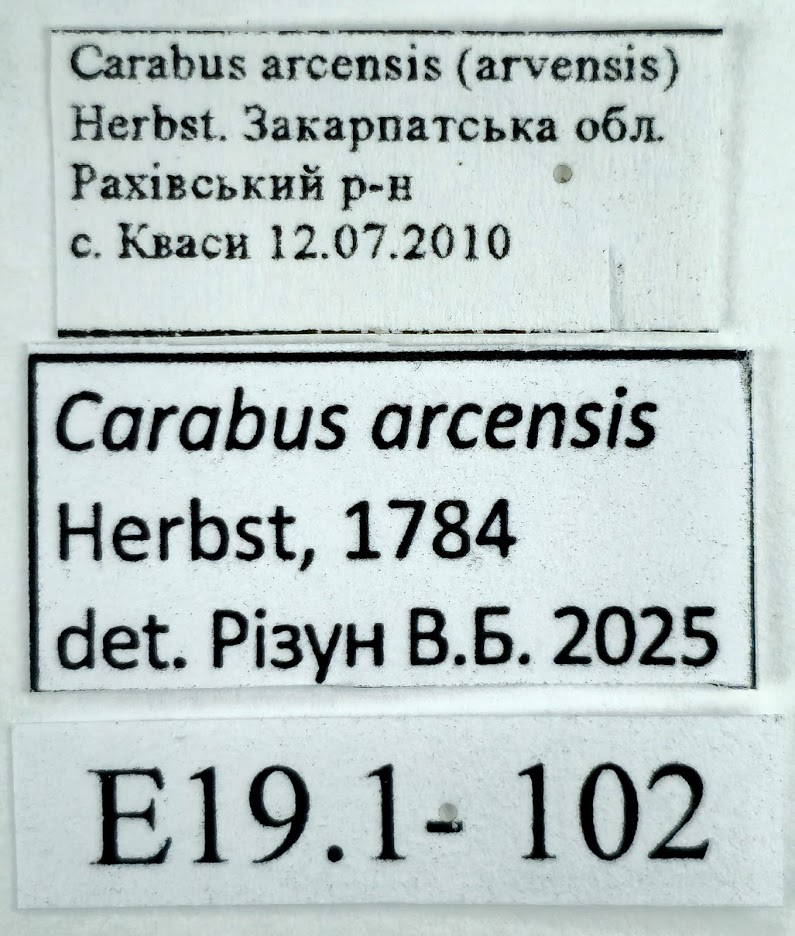 Carabus arcensis (arvensis)
Herbst. Закарпатська обл.
Рахівський р-н
с. Кваси 12.07.2010
Carabus arcensis
Herbst, 1784
det. Різун В.Б. 2025
E19.1- 102